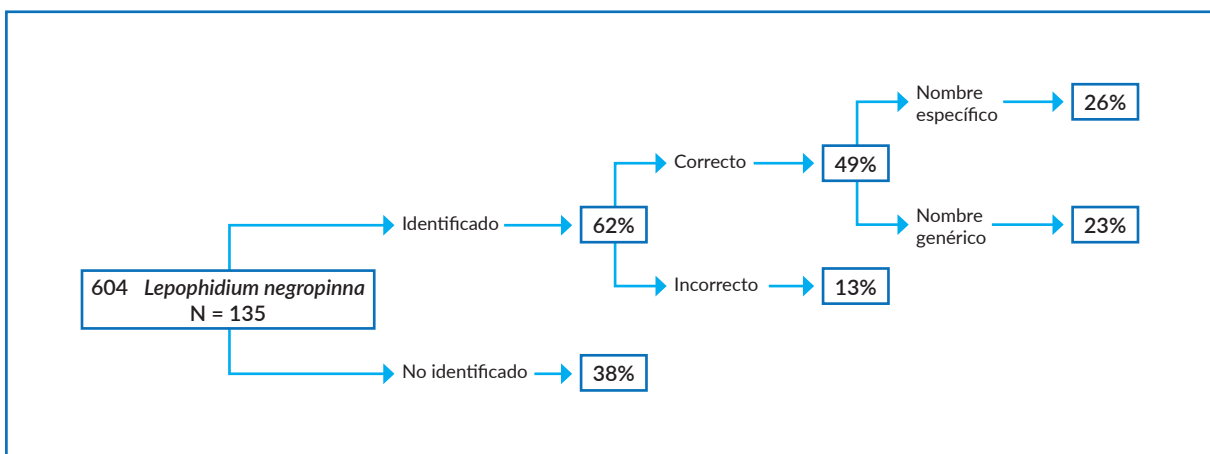 604 Lepophidium negropinna
N = 135
Identificado
62%
Correcto
49%
Nombre
específico
26%
Nombre
genérico
23%
Incorrecto
13%
No identificado
38%